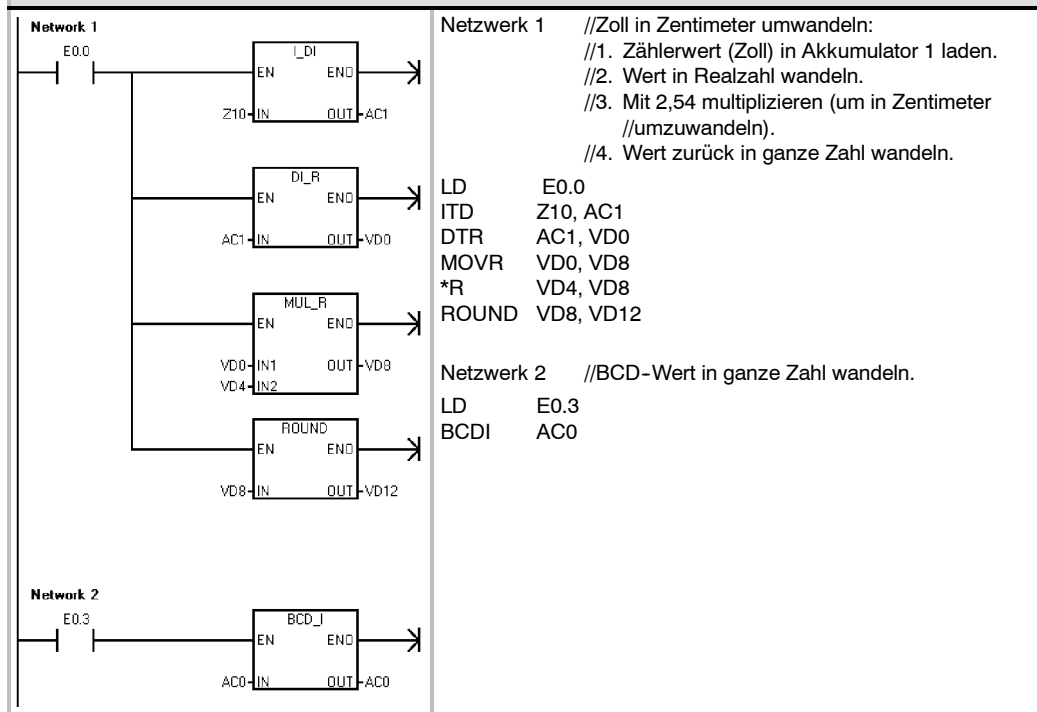 Network 1
E0.0
I_DI
EN ENO
Z10 IN OUT AC1
DI_R
EN ENO
AC1 IN OUT VD0
MUL_R
EN ENO
VD0 IN1 OUT VD8
VD4 IN2
ROUND
EN ENO
VD8 IN OUT VD12
Network 2
E0.3
BCD_I
EN ENO
AC0 IN OUT AC0
Netzwerk 1 //Zoll in Zentimeter umwandeln:
//1. Zählerwert (Zoll) in Akkumulator 1 laden.
//2. Wert in Realzahl wandeln.
//3. Mit 2,54 multiplizieren (um in Zentimeter
//umzuwandeln).
//4. Wert zurück in ganze Zahl wandeln.
LD E0.0
ITD Z10, AC1
DTR AC1, VD0
MOVR VD0, VD8
*R VD4, VD8
ROUND VD8, VD12
Netzwerk 2 //BCD-Wert in ganze Zahl wandeln.
LD E0.3
BCDI AC0